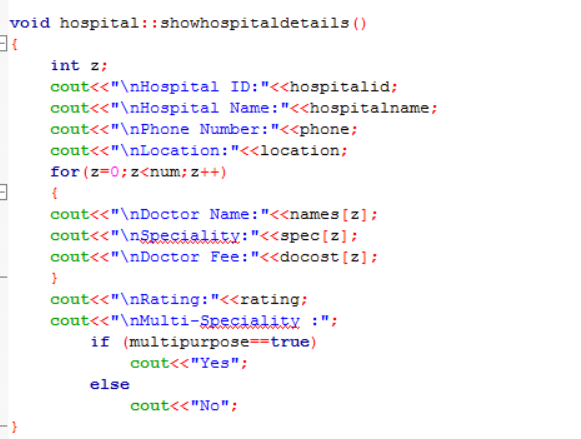 void hospital::showhospitaldetails()
{
int z;
cout<<"\nHospital ID:"<<hospitalid;
cout<<"\nHospital Name:"<<hospitalname;
cout<<"\nPhone Number:"<<phone;
cout<<"\nLocation:"<<location;
for(z=0;z<num;z++)
{
cout<<"\nDoctor Name:"<<names[z];
cout<<"\nSpeciality:"<<spec[z];
cout<<"\nDoctor Fee:"<<docost[z];
}
cout<<"\nRating:"<<rating;
cout<<"\nMulti-Speciality :";
if (multipurpose==true)
cout<<"Yes";
else
cout<<"No";
}